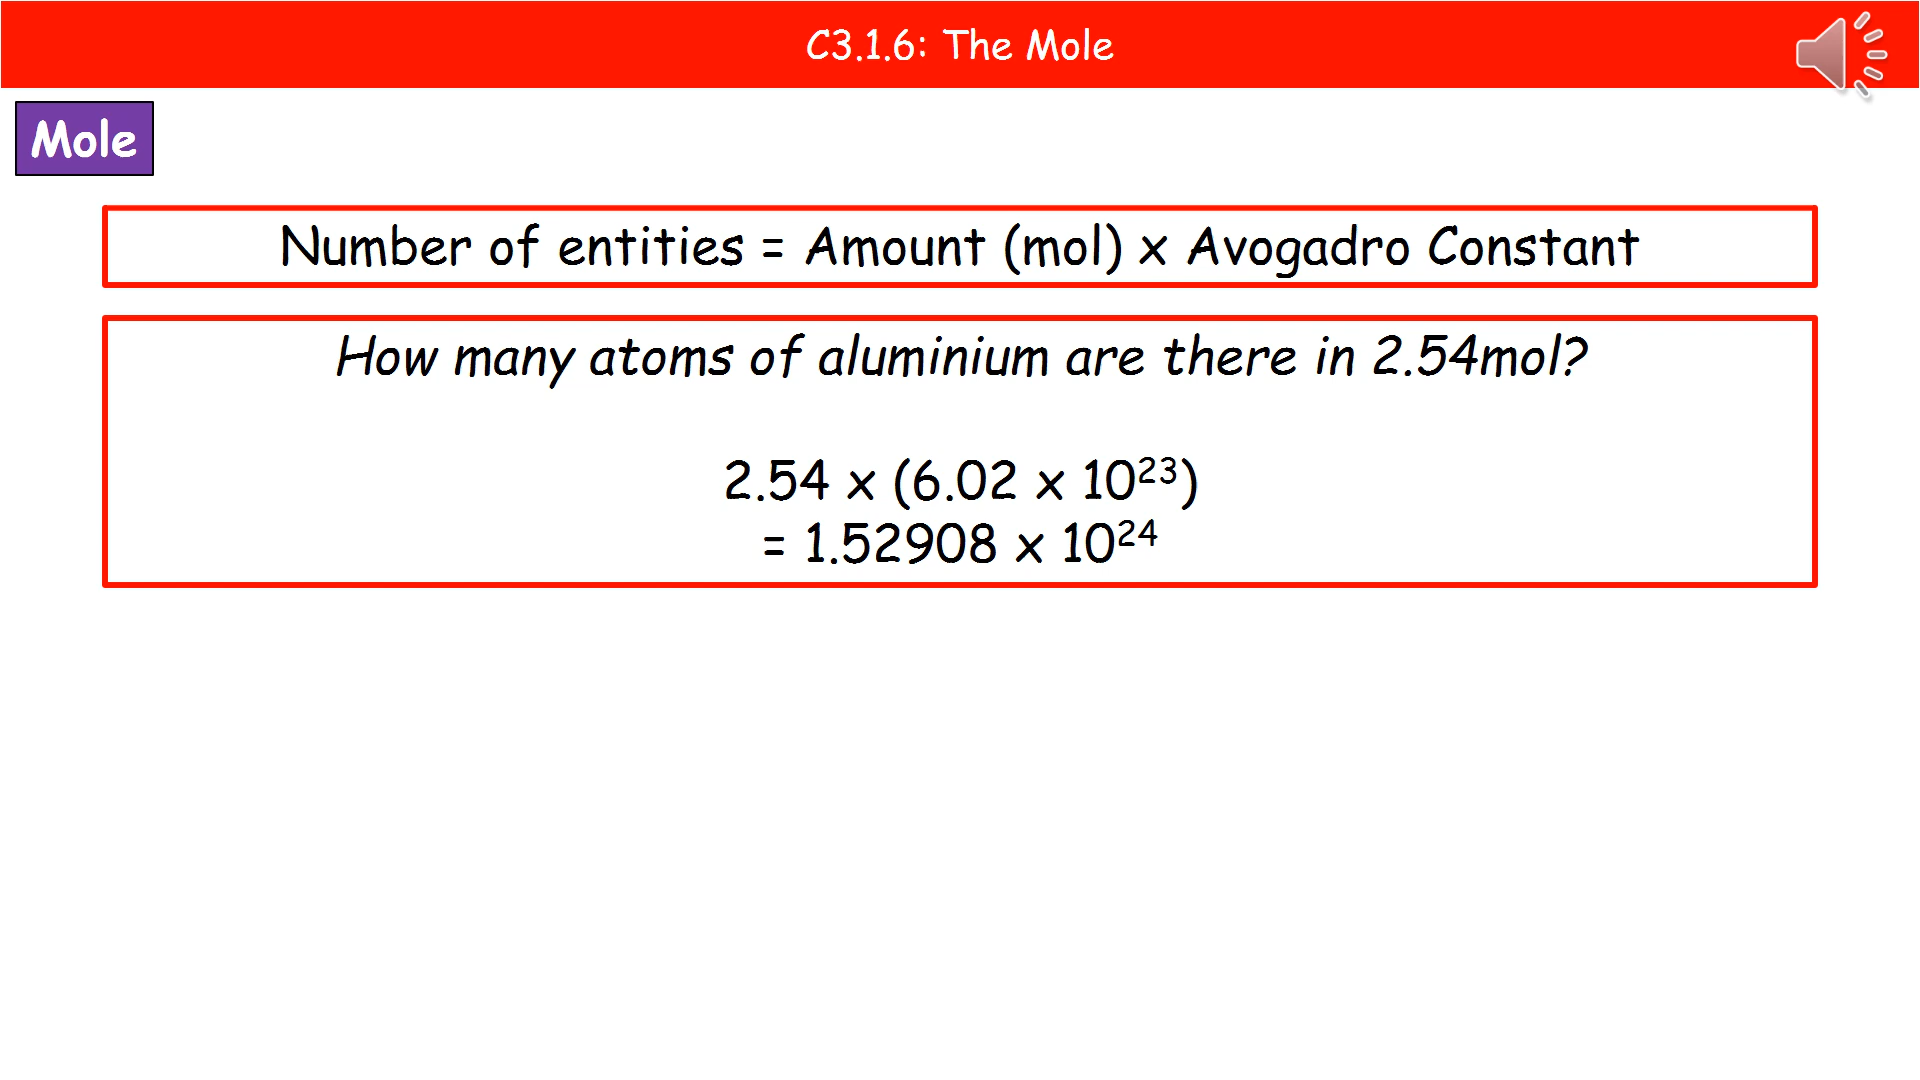 C3.1.6: The Mole
Mole
Number of entities = Amount (mol) x Avogadro Constant
How many atoms of aluminium are there in 2.54mol?
2.54 x (6.02 x 10²³)
= 1.52908 x 10²⁴